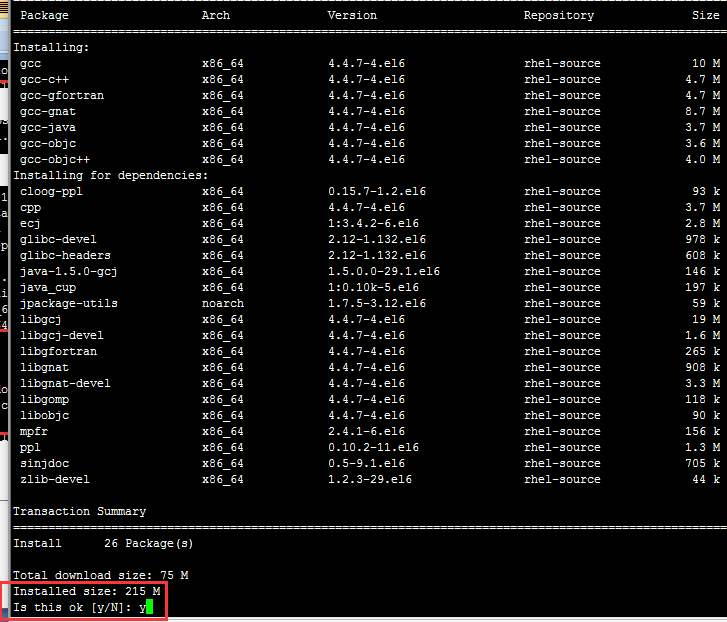 Package Arch Version Repository Size
Installing:
gcc x86_64 4.4.7-4.el6 rhel-source 10 M
gcc-c++ x86_64 4.4.7-4.el6 rhel-source 4.7 M
gcc-gfortran x86_64 4.4.7-4.el6 rhel-source 4.7 M
gcc-gnat x86_64 4.4.7-4.el6 rhel-source 8.7 M
gcc-java x86_64 4.4.7-4.el6 rhel-source 3.7 M
gcc-objc x86_64 4.4.7-4.el6 rhel-source 3.6 M
gcc-objc++ x86_64 4.4.7-4.el6 rhel-source 4.0 M
Installing for dependencies:
cloog-ppl x86_64 0.15.7-1.2.el6 rhel-source 93 k
cpp x86_64 4.4.7-4.el6 rhel-source 3.7 M
ecj x86_64 1:3.4.2-6.el6 rhel-source 2.8 M
glibc-devel x86_64 2.12-1.132.el6 rhel-source 978 k
glibc-headers x86_64 2.12-1.132.el6 rhel-source 608 k
java-1.5.0-gcj x86_64 1.5.0.0-29.1.el6 rhel-source 146 k
java_cup x86_64 1:0.10k-5.el6 rhel-source 197 k
jpackage-utils noarch 1.7.5-3.12.el6 rhel-source 59 k
libgcj x86_64 4.4.7-4.el6 rhel-source 19 M
libgcj-devel x86_64 4.4.7-4.el6 rhel-source 1.6 M
libgfortran x86_64 4.4.7-4.el6 rhel-source 265 k
libgnat x86_64 4.4.7-4.el6 rhel-source 908 k
libgnat-devel x86_64 4.4.7-4.el6 rhel-source 3.3 M
libgomp x86_64 4.4.7-4.el6 rhel-source 118 k
libobjc x86_64 4.4.7-4.el6 rhel-source 90 k
mpfr x86_64 2.4.1-6.el6 rhel-source 156 k
ppl x86_64 0.10.2-11.el6 rhel-source 1.3 M
sinjdoc x86_64 0.5-9.1.el6 rhel-source 705 k
zlib-devel x86_64 1.2.3-29.el6 rhel-source 44 k
Transaction Summary
Install 26 Package(s)
Total download size: 75 M
Installed size: 215 M
Is this ok [y/N]: y